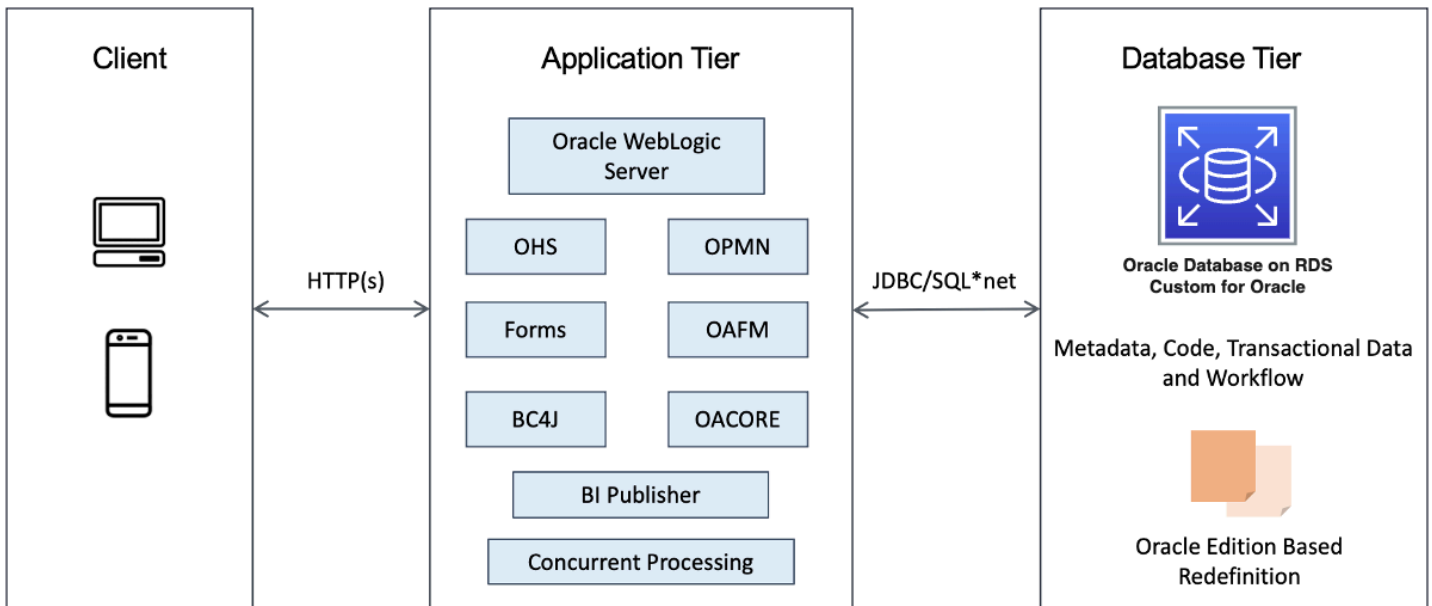 Client
HTTP(s)
Application Tier
Oracle WebLogic
Server
OHS
OPMN
Forms
OAFM
BC4J
OACORE
BI Publisher
Concurrent Processing
JDBC/SQL*net
Database Tier
Oracle Database on RDS
Custom for Oracle
Metadata, Code, Transactional Data
and Workflow
Oracle Edition Based
Redefinition